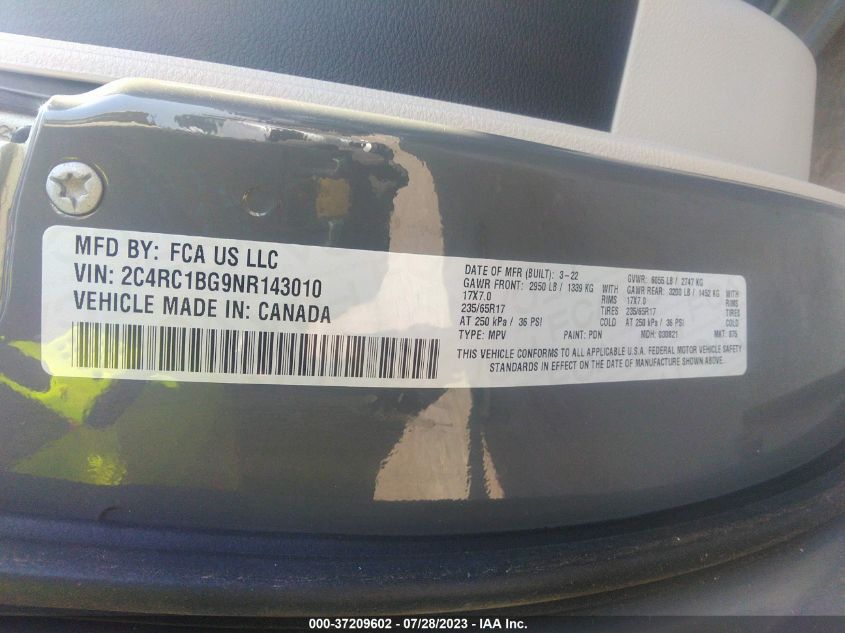 MFD BY: FCA US LLC
VIN: 2C4RC1BG9NR143010
VEHICLE MADE IN: CANADA
DATE OF MFR (BUILT): 3-22 GVWR: 6055 LB / 2747 KG
GAWR FRONT: 2950 LB / 1339 KG WITH GAWR REAR: 3200 LB / 1452 KG WITH
17X7.0 RIMS 17X7.0 RIMS
235/65R17 TIRES 235/65R17 TIRES
AT 250 kPa / 36 PSI COLD AT 250 kPa / 36 PSI COLD
TYPE: MPV PAINT: PDN MDH: 030821 MKT: 875
THIS VEHICLE CONFORMS TO ALL APPLICABLE U.S.A. FEDERAL MOTOR VEHICLE SAFETY
STANDARDS IN EFFECT ON THE DATE OF MANUFACTURE SHOWN ABOVE.
000-37209602 - 07/28/2023 - IAA Inc.